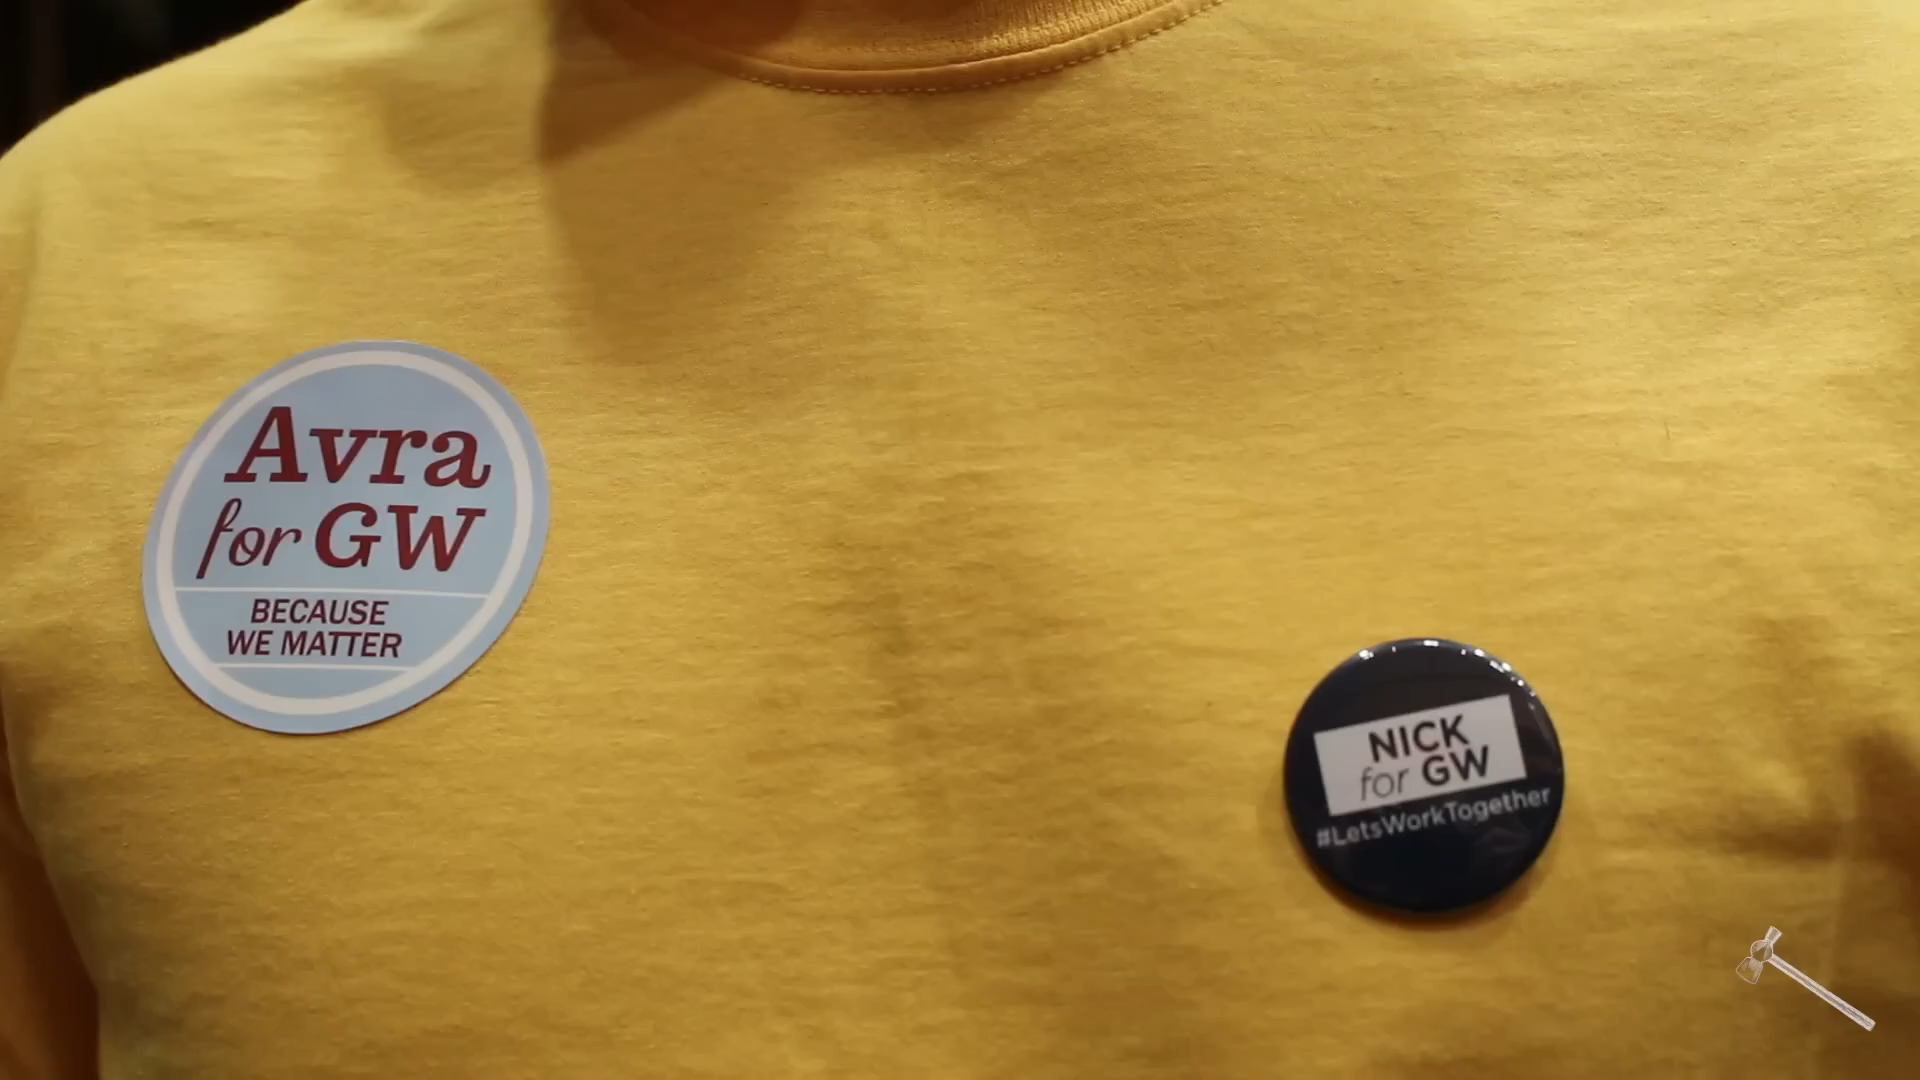 Avra
for GW
BECAUSE
WE MATTER
NICK
for GW
#LetsWorkTogether